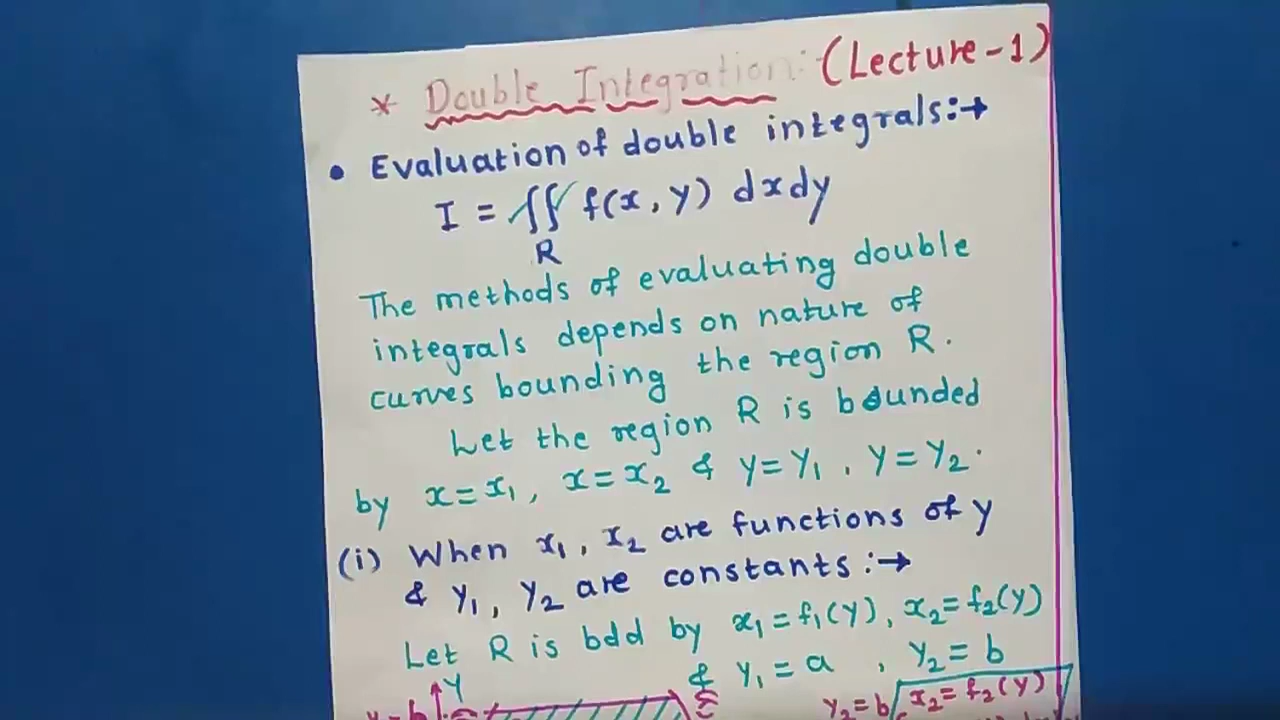 * Double Integration: (Lecture-1)
• Evaluation of double integrals:→
I = ∬ f(x, y) dxdy
R
The methods of evaluating double
integrals depends on nature of
curves bounding the region R.
Let the region R is bounded
by x=x₁, x=x₂ & y=y₁, y=y₂.
(i) When x₁, x₂ are functions of y
& y₁, y₂ are constants:→
Let R is bdd by x₁=f₁(y), x₂=f₂(y)
& y₁=a, y₂=b
y
y₂=b x₂=f₂(y)